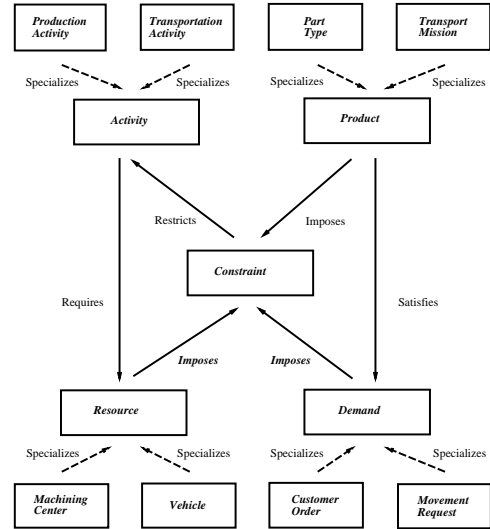 Production
Activity
Transportation
Activity
Part
Type
Transport
Mission
Specializes
Specializes
Specializes
Specializes
Activity
Product
Restricts
Imposes
Constraint
Requires
Satisfies
Imposes
Imposes
Resource
Demand
Specializes
Specializes
Specializes
Specializes
Machining
Center
Vehicle
Customer
Order
Movement
Request